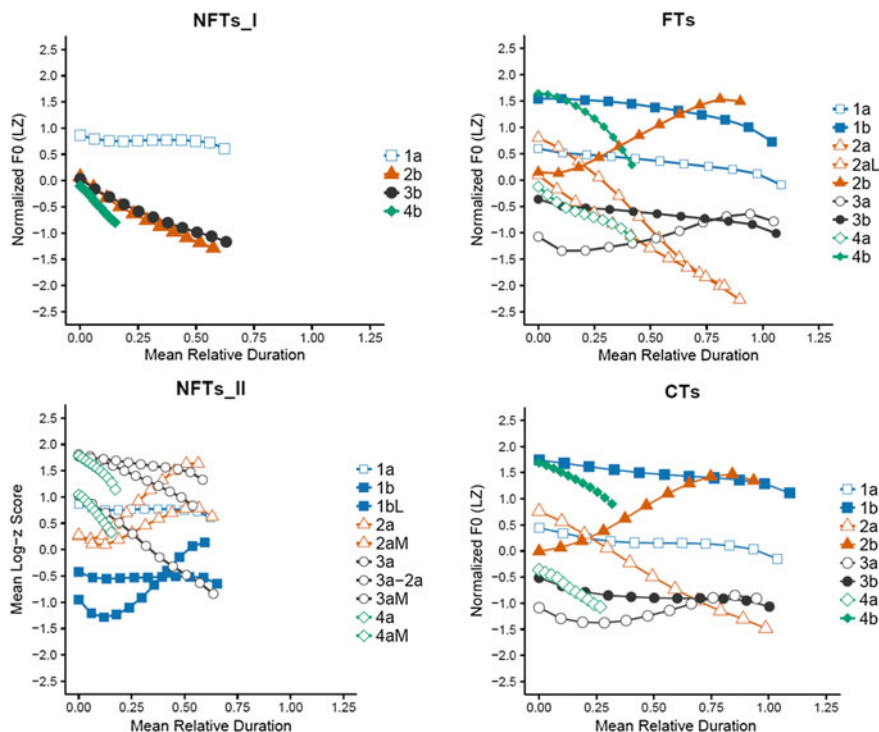 NFTs_I
Normalized F0 (LZ)
2.5
2.0
1.5
1.0
0.5
0.0
−0.5
−1.0
−1.5
−2.0
−2.5
0.00 0.25 0.50 0.75 1.00 1.25
Mean Relative Duration
1a
2b
3b
4b
FTs
Normalized F0 (LZ)
2.5
2.0
1.5
1.0
0.5
0.0
−0.5
−1.0
−1.5
−2.0
−2.5
0.00 0.25 0.50 0.75 1.00 1.25
Mean Relative Duration
1a
1b
2a
2aL
2b
3a
3b
4a
4b
NFTs_II
Mean Log-z Score
2.5
2.0
1.5
1.0
0.5
0.0
−0.5
−1.0
−1.5
−2.0
−2.5
0.00 0.25 0.50 0.75 1.00 1.25
Mean Relative Duration
1a
1b
1bL
2a
2aM
3a
3a−2a
3aM
4a
4aM
CTs
Normalized F0 (LZ)
2.5
2.0
1.5
1.0
0.5
0.0
−0.5
−1.0
−1.5
−2.0
−2.5
0.00 0.25 0.50 0.75 1.00 1.25
Mean Relative Duration
1a
1b
2a
2b
3a
3b
4a
4b